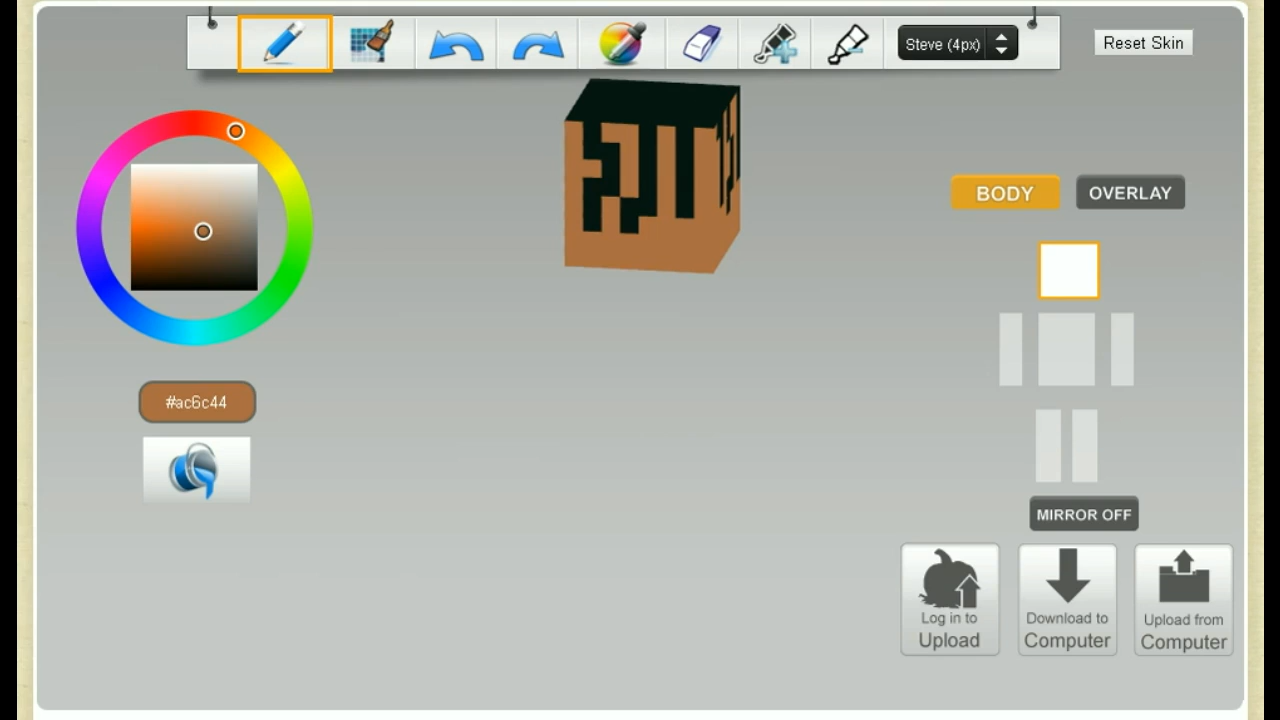 Steve (4px)
Reset Skin
BODY
OVERLAY
#ac6c44
MIRROR OFF
Log in to
Upload
Download to
Computer
Upload from
Computer